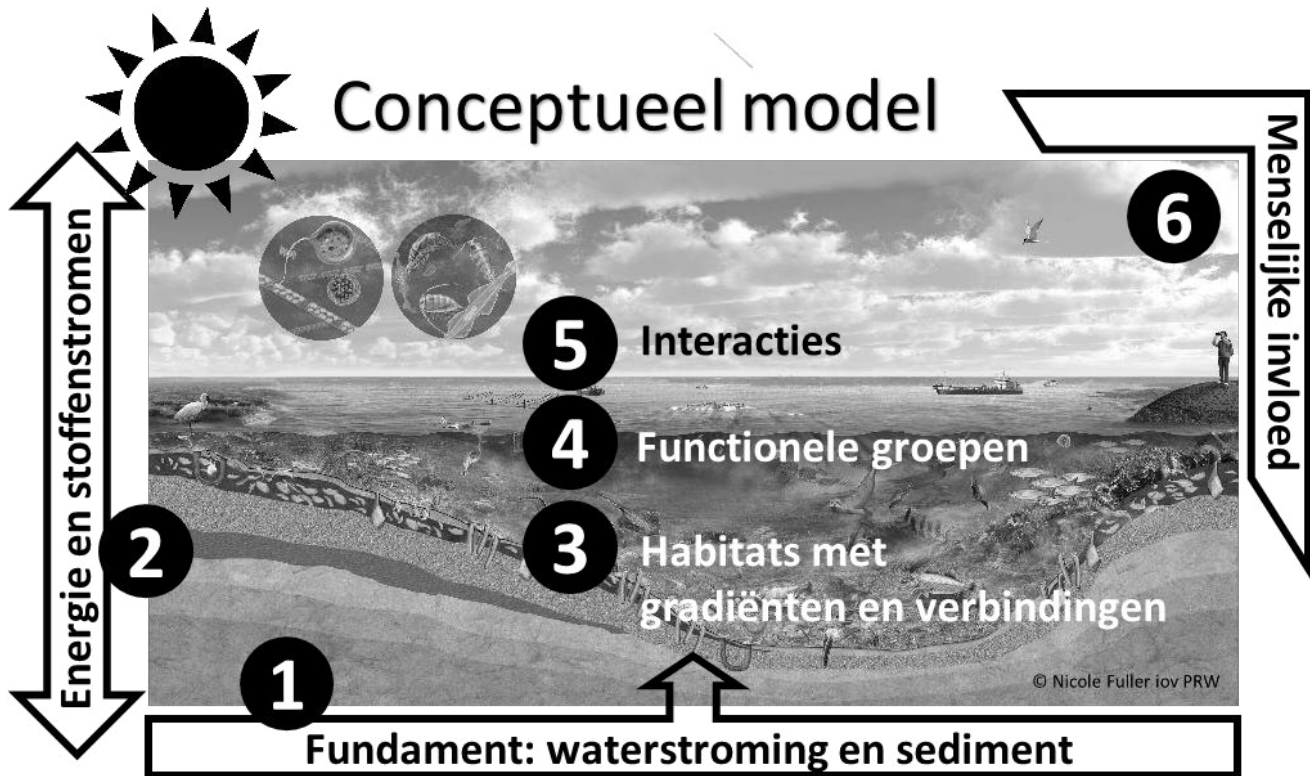 Conceptueel model
Energie en stoffenstromen
Menselijke invloed
6
5 Interacties
4 Functionele groepen
3 Habitats met
gradiënten en verbindingen
2
1
© Nicole Fuller iov PRW
Fundament: waterstroming en sediment